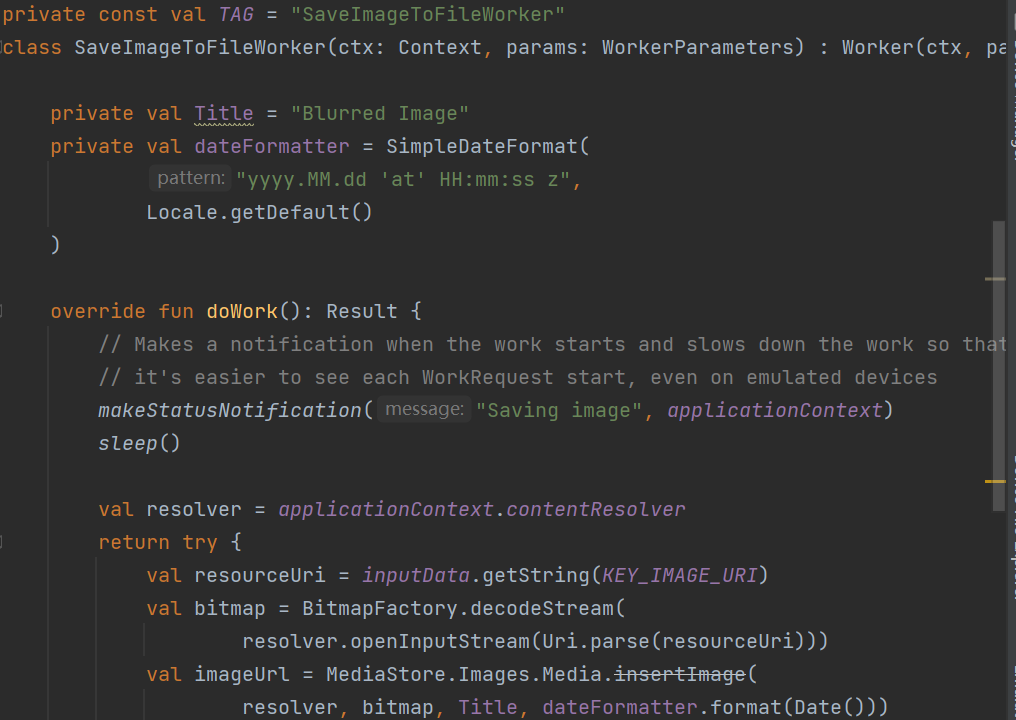 private const val TAG = "SaveImageToFileWorker"
class SaveImageToFileWorker(ctx: Context, params: WorkerParameters) : Worker(ctx, pa
private val Title = "Blurred Image"
private val dateFormatter = SimpleDateFormat(
pattern: "yyyy.MM.dd 'at' HH:mm:ss z",
Locale.getDefault()
)
override fun doWork(): Result {
// Makes a notification when the work starts and slows down the work so that
// it's easier to see each WorkRequest start, even on emulated devices
makeStatusNotification( message: "Saving image", applicationContext)
sleep()
val resolver = applicationContext.contentResolver
return try {
val resourceUri = inputData.getString(KEY_IMAGE_URI)
val bitmap = BitmapFactory.decodeStream(
resolver.openInputStream(Uri.parse(resourceUri)))
val imageUrl = MediaStore.Images.Media.insertImage(
resolver, bitmap, Title, dateFormatter.format(Date()))